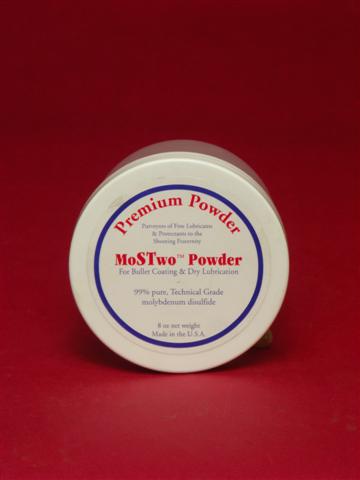 Premium Powder
Purveyors of Fine Lubricants
& Protectants to the
Shooting Fraternity
MoSTwo™ Powder
For Bullet Coating & Dry Lubrication
99% pure, Technical Grade
molybdenum disulfide
8 oz net weight
Made in the U.S.A.